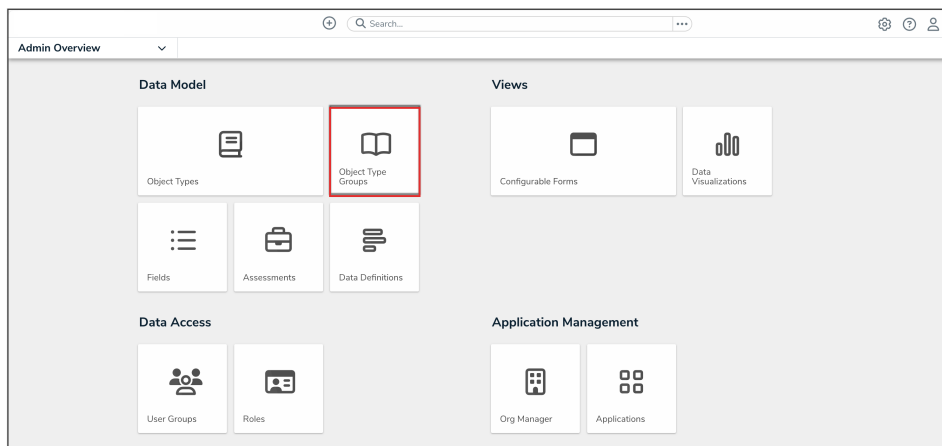 Search...
Admin Overview
Data Model
Views
Object Types
Object Type
Groups
Configurable Forms
Data
Visualizations
Fields
Assessments
Data Definitions
Data Access
Application Management
User Groups
Roles
Org Manager
Applications